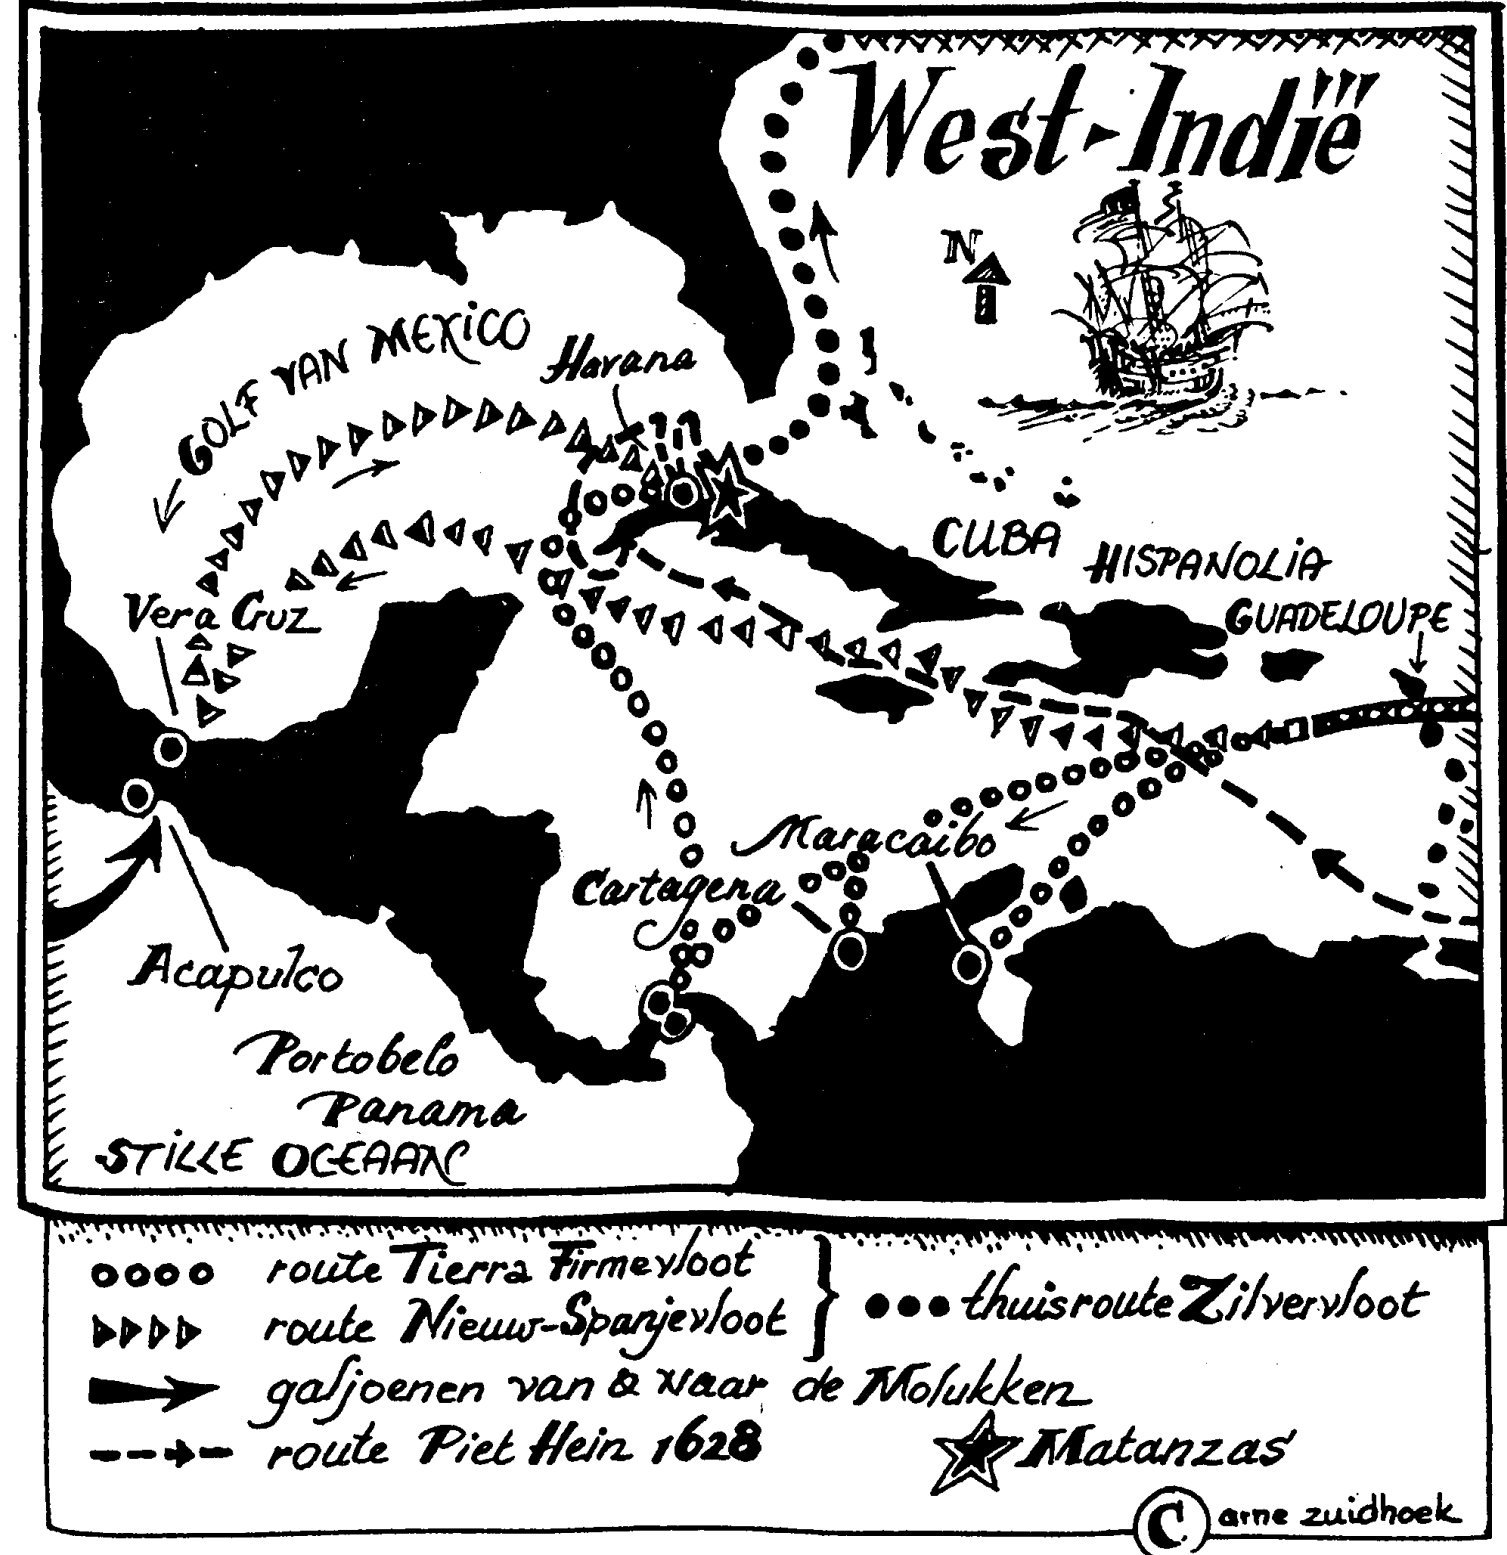 West-Indië
N
GOLF VAN MEXICO
Havana
CUBA
HISPANOLIA
GUADELOUPE
Vera Cruz
Maracaibo
Cartagena
Acapulco
Portobelo
Panama
STILLE OCEAAN
route Tierra Firmevloot
route Nieuw-Spanjevloot
thuisroute Zilvervloot
galjoenen van & naar de Molukken
route Piet Hein 1628
Matanzas
© arne zuidhoek